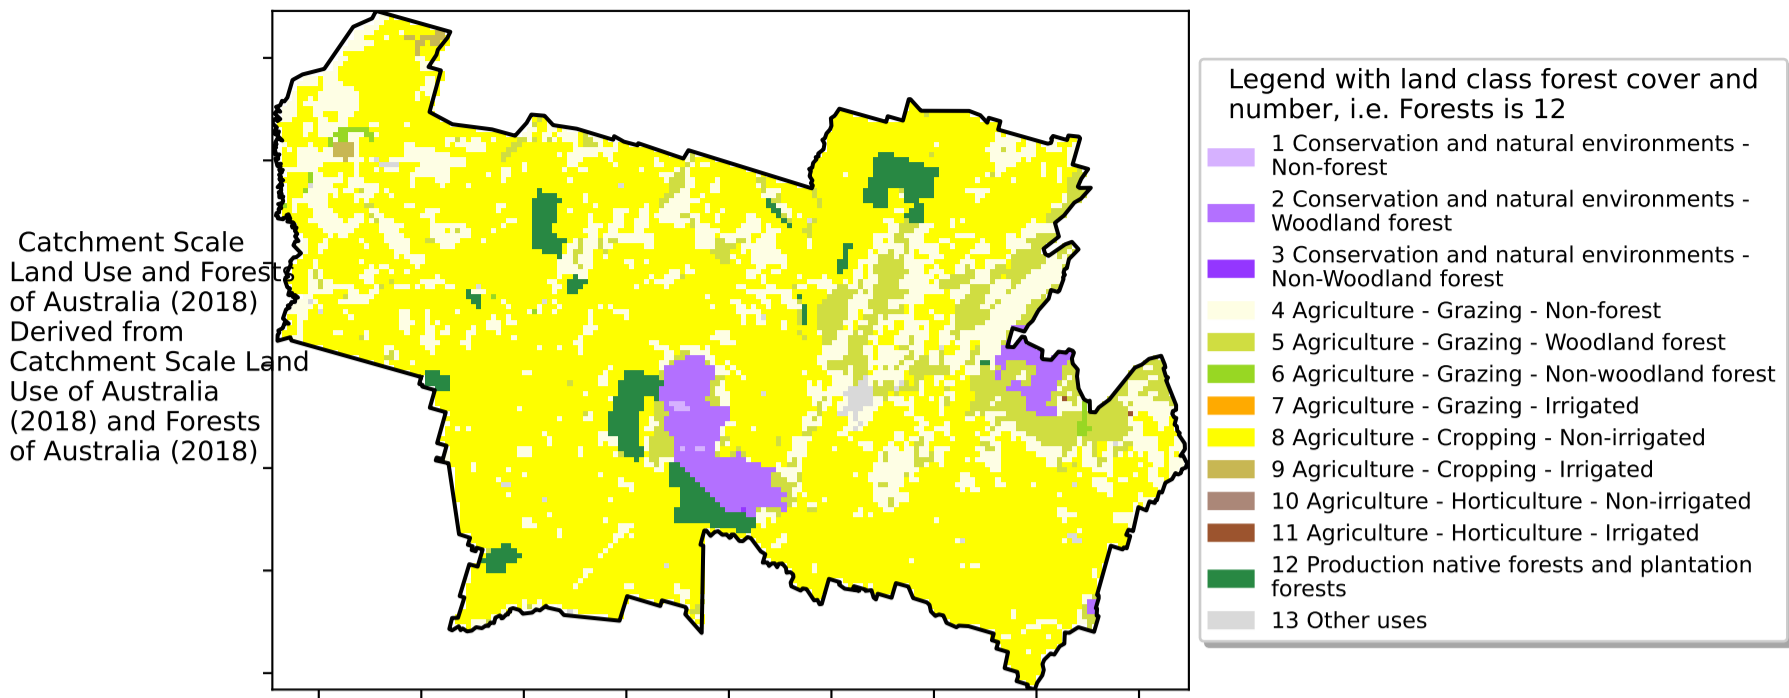 Catchment Scale
Land Use and Forests
of Australia (2018)
Derived from
Catchment Scale Land
Use of Australia
(2018) and Forests
of Australia (2018)
Legend with land class forest cover and
number, i.e. Forests is 12
1 Conservation and natural environments -
Non-forest
2 Conservation and natural environments -
Woodland forest
3 Conservation and natural environments -
Non-Woodland forest
4 Agriculture - Grazing - Non-forest
5 Agriculture - Grazing - Woodland forest
6 Agriculture - Grazing - Non-woodland forest
7 Agriculture - Grazing - Irrigated
8 Agriculture - Cropping - Non-irrigated
9 Agriculture - Cropping - Irrigated
10 Agriculture - Horticulture - Non-irrigated
11 Agriculture - Horticulture - Irrigated
12 Production native forests and plantation
forests
13 Other uses